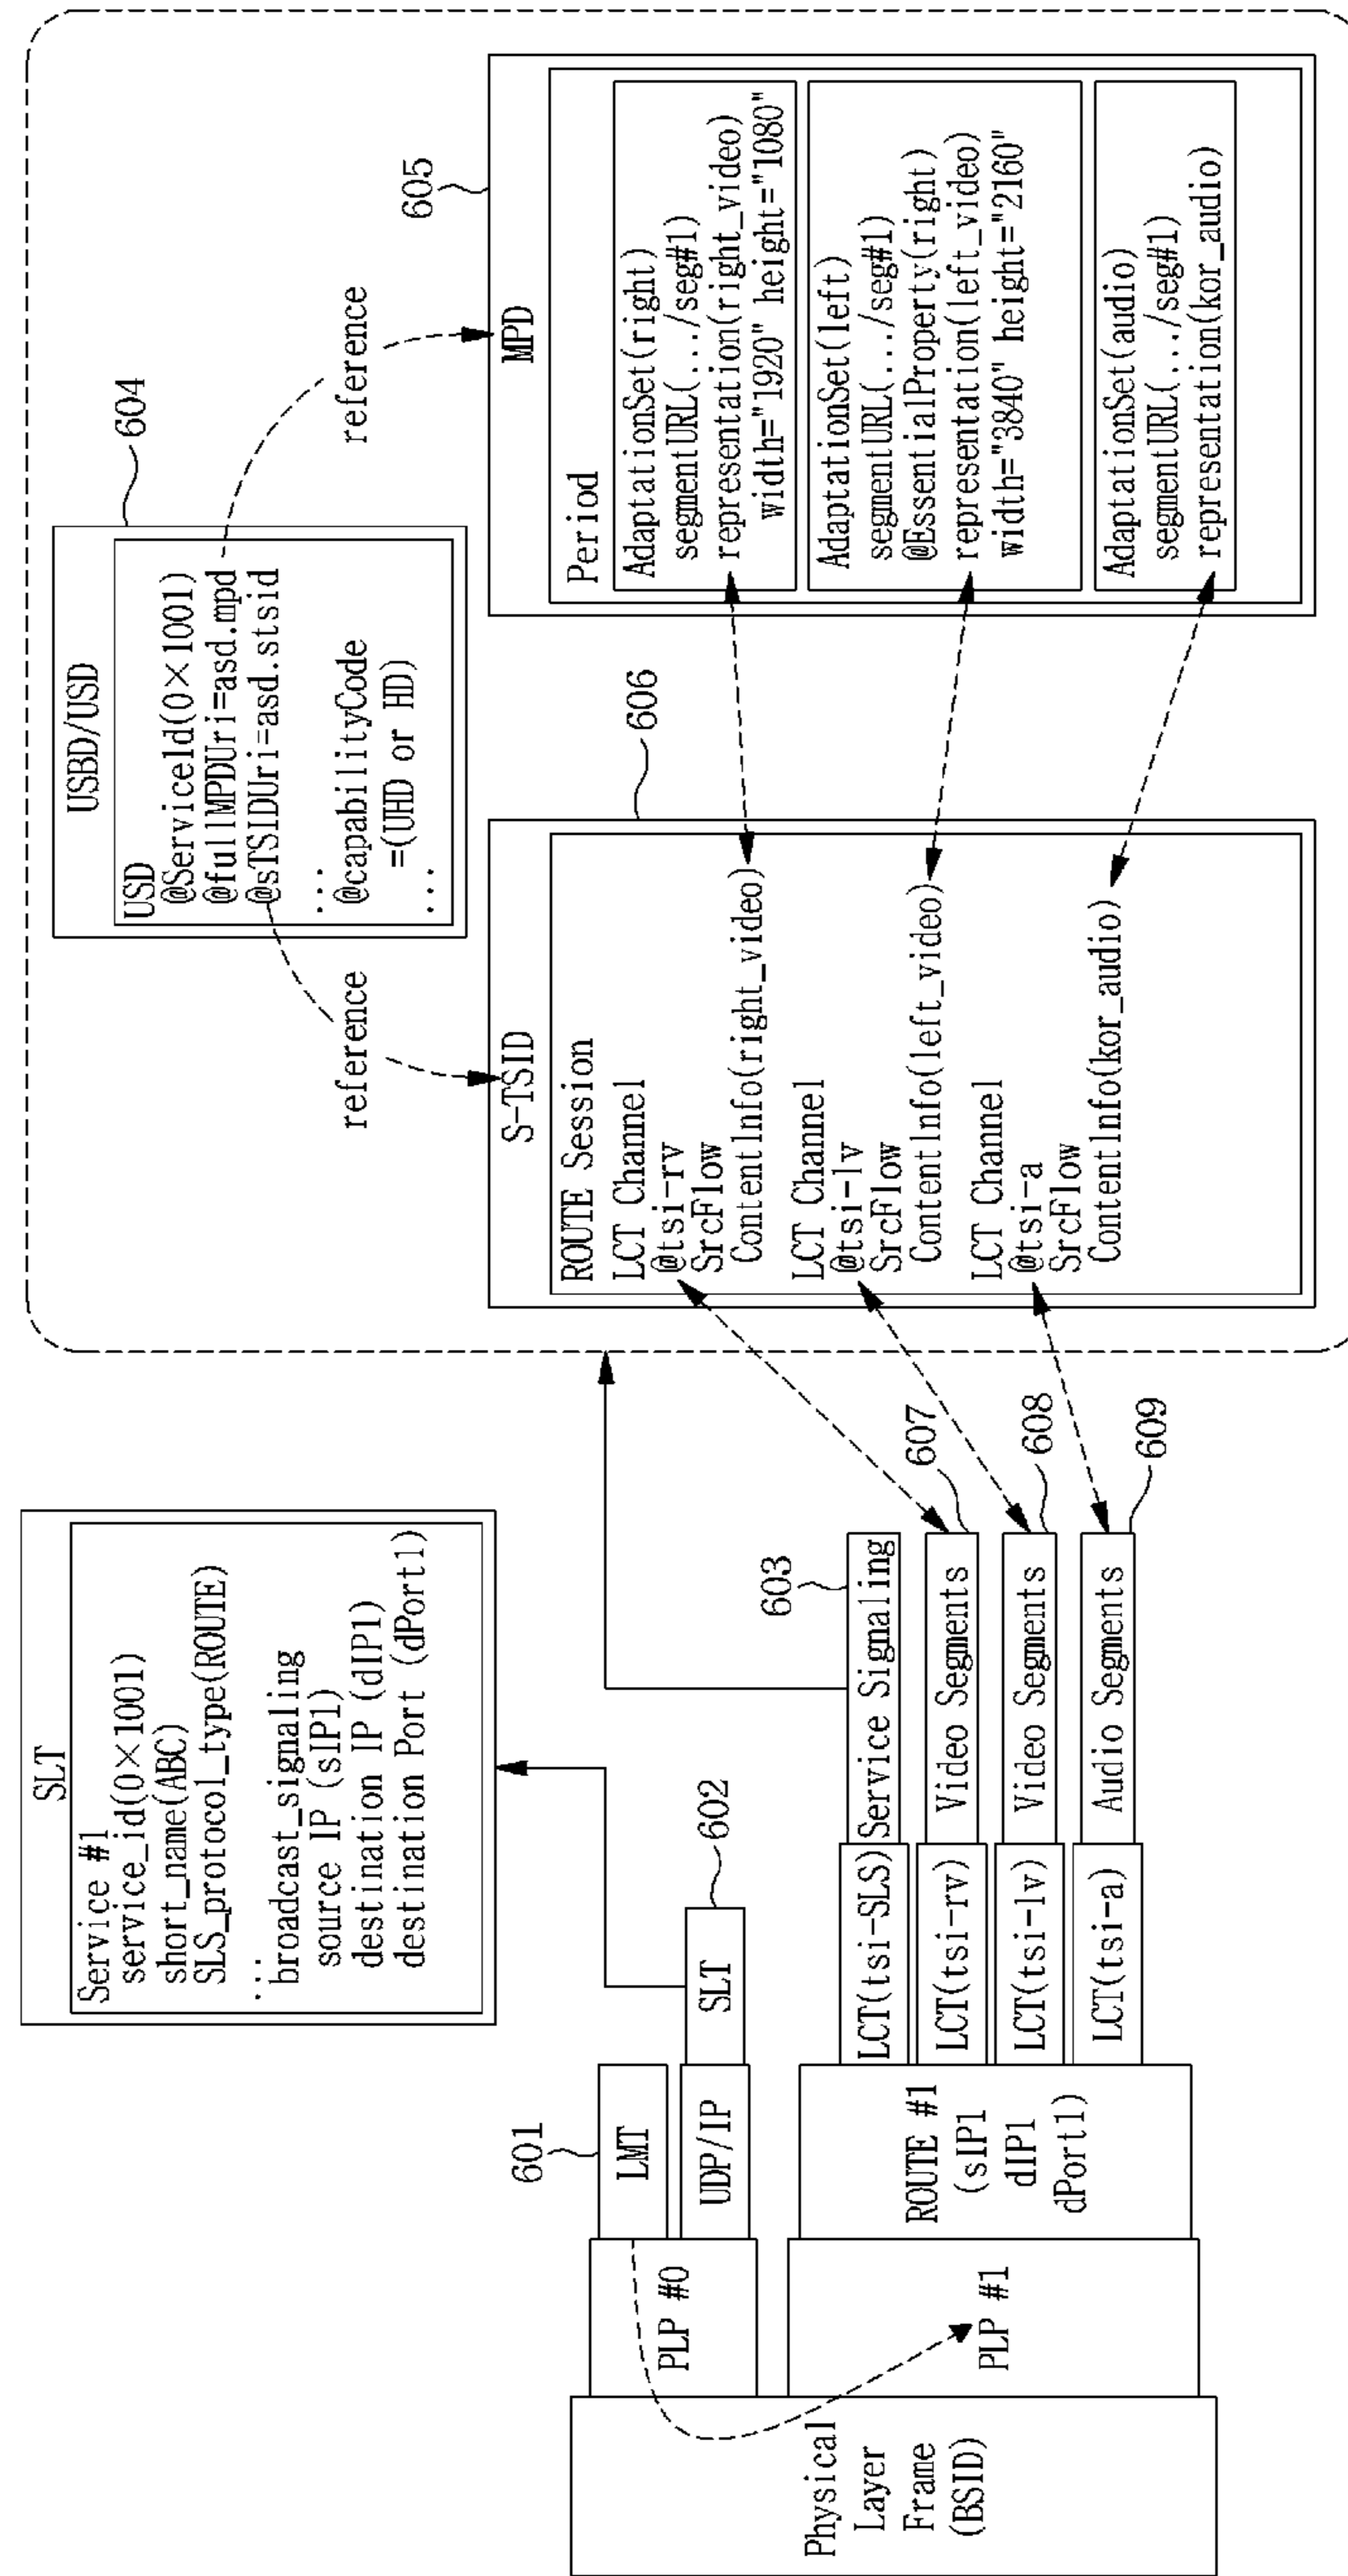 SLT
Service #1
service_id(0×1001)
short_name(ABC)
SLS_protocol_type(ROUTE)
...
broadcast_signaling
source IP (sIP1)
destination IP (dIP1)
destination Port (dPort1)
601
LMT
602
SLT
UDP/IP
PLP #0
Physical
Layer
Frame
(BSID)
PLP #1
ROUTE #1
(sIP1
dIP1
dPort1)
603
LCT(tsi-SLS)
Service Signaling
LCT(tsi-rv)
Video Segments
607
LCT(tsi-lv)
Video Segments
608
LCT(tsi-a)
Audio Segments
609
604
USBD/USD
USD
@ServiceId(0×1001)
@fullMPDUri=asd.mpd
@sTSIDUri=asd.stsid
...
@capabilityCode
=(UHD or HD)
...
reference
reference
606
S-TSID
ROUTE Session
LCT Channel
@tsi-rv
SrcFlow
ContentInfo(right_video)
LCT Channel
@tsi-lv
SrcFlow
ContentInfo(left_video)
LCT Channel
@tsi-a
SrcFlow
ContentInfo(kor_audio)
605
MPD
Period
AdaptationSet(right)
segmentURL(.../seg#1)
representation(right_video)
width="1920" height="1080"
AdaptationSet(left)
segmentURL(.../seg#1)
@EssentialProperty(right)
representation(left_video)
width="3840" height="2160"
AdaptationSet(audio)
segmentURL(.../seg#1)
representation(kor_audio)